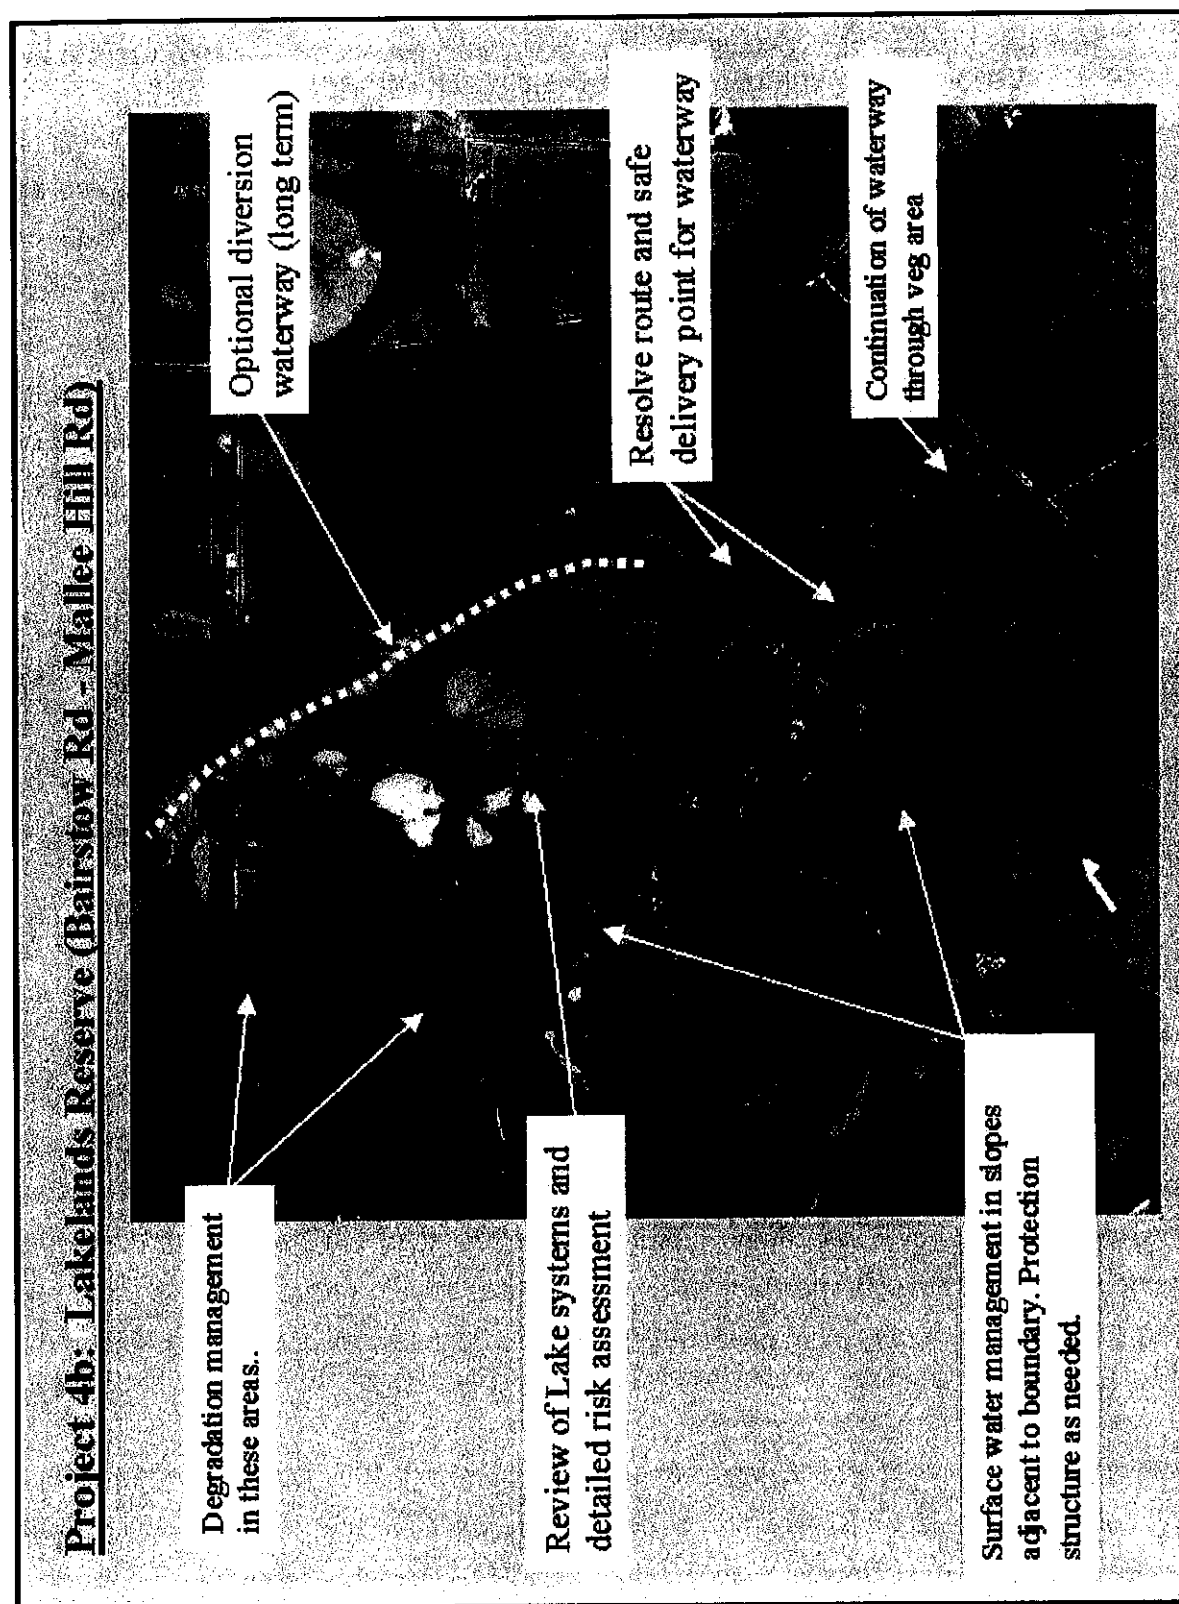 Project 4b: Lakelands Reserve (Bairstow Rd - Mallee Hill Rd)
Degradation management
in these areas..
Review of Lake systems and
detailed risk assessment
Surface water management in slopes
adjacent to boundary. Protection
structure as needed.
Optional diversion
waterway (long term)
Resolve route and safe
delivery point for waterway
Continuation of waterway
through veg area